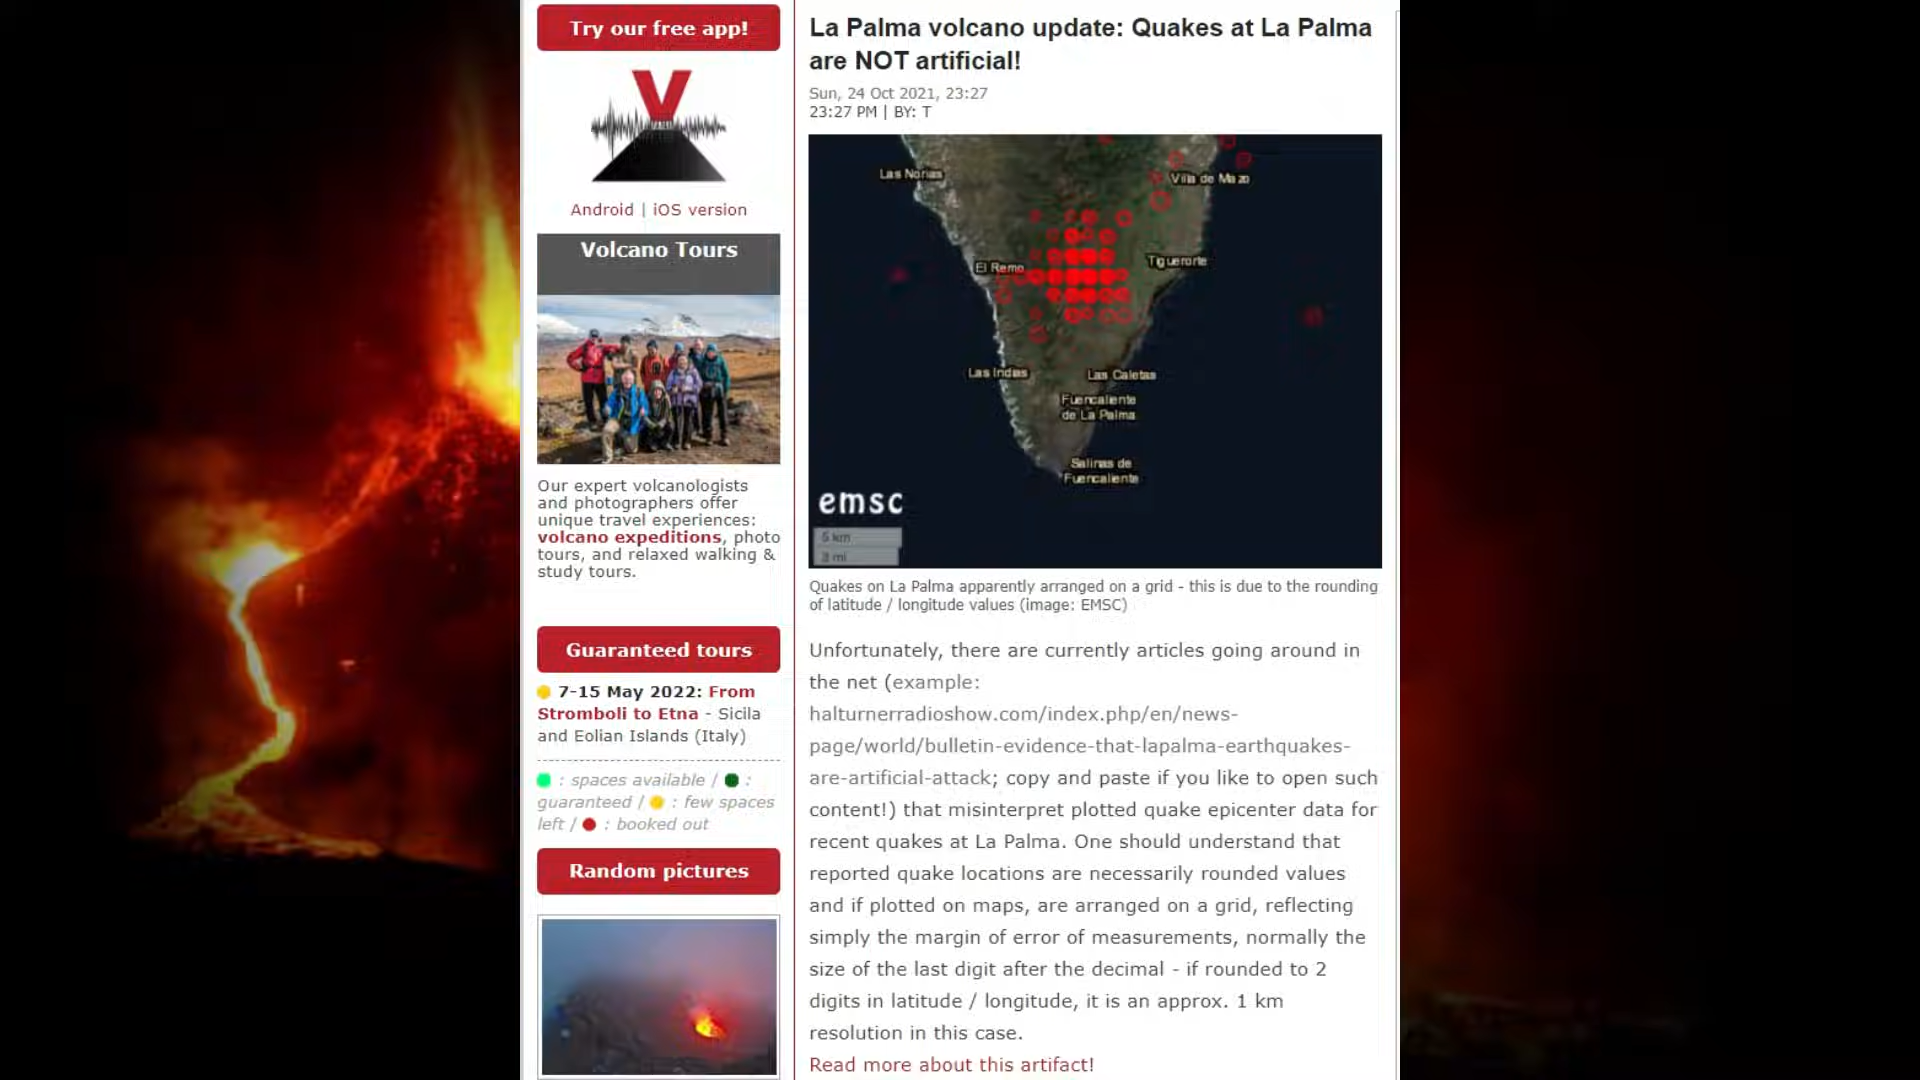 Try our free app!
V
Android | iOS version
Volcano Tours
Our expert volcanologists
and photographers offer
unique travel experiences:
volcano expeditions, photo
tours, and relaxed walking &
study tours.
Guaranteed tours
7-15 May 2022: From
Stromboli to Etna - Sicila
and Eolian Islands (Italy)
: spaces available / :
guaranteed / : few spaces
left / : booked out
Random pictures
La Palma volcano update: Quakes at La Palma
are NOT artificial!
Sun, 24 Oct 2021, 23:27
23:27 PM | BY: T
Las Norias
Villa de Mazo
El Remo
Tiguerorte
Las Indias
Las Caletas
Fuencaliente
de La Palma
Salinas de
Fuencaliente
emsc
5 km
3 mi
Quakes on La Palma apparently arranged on a grid - this is due to the rounding
of latitude / longitude values (image: EMSC)
Unfortunately, there are currently articles going around in
the net (example:
halturnerradioshow.com/index.php/en/news-
page/world/bulletin-evidence-that-lapalma-earthquakes-
are-artificial-attack; copy and paste if you like to open such
content!) that misinterpret plotted quake epicenter data for
recent quakes at La Palma. One should understand that
reported quake locations are necessarily rounded values
and if plotted on maps, are arranged on a grid, reflecting
simply the margin of error of measurements, normally the
size of the last digit after the decimal - if rounded to 2
digits in latitude / longitude, it is an approx. 1 km
resolution in this case.
Read more about this artifact!